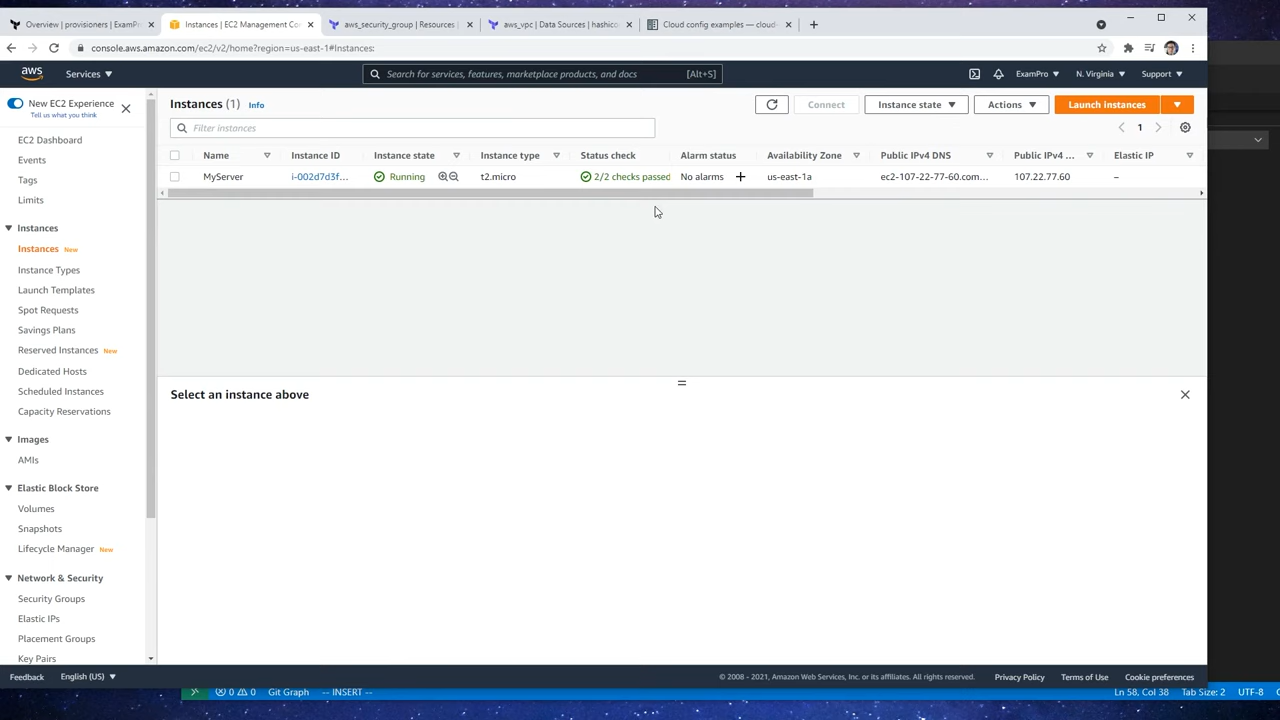 Overview | provisioners | ExamPr
Instances | EC2 Management Co
aws_security_group | Resources |
aws_vpc | Data Sources | hashico
Cloud config examples — cloud-
console.aws.amazon.com/ec2/v2/home?region=us-east-1#Instances:
aws
Services
Search for services, features, marketplace products, and docs
[Alt+S]
ExamPro
N. Virginia
Support
New EC2 Experience
Tell us what you think
EC2 Dashboard
Events
Tags
Limits
Instances
Instances New
Instance Types
Launch Templates
Spot Requests
Savings Plans
Reserved Instances New
Dedicated Hosts
Scheduled Instances
Capacity Reservations
Images
AMIs
Elastic Block Store
Volumes
Snapshots
Lifecycle Manager New
Network & Security
Security Groups
Elastic IPs
Placement Groups
Key Pairs
Instances (1) Info
Connect
Instance state
Actions
Launch instances
Filter instances
1
Name
Instance ID
Instance state
Instance type
Status check
Alarm status
Availability Zone
Public IPv4 DNS
Public IPv4 ...
Elastic IP
MyServer
i-002d7d3f...
Running
t2.micro
2/2 checks passed
No alarms
us-east-1a
ec2-107-22-77-60.com...
107.22.77.60
–
Select an instance above
Feedback
English (US)
© 2008 - 2021, Amazon Web Services, Inc. or its affiliates. All rights reserved.
Privacy Policy
Terms of Use
Cookie preferences
0
0
Git Graph
-- INSERT --
Ln 58, Col 38
Tab Size: 2
UTF-8